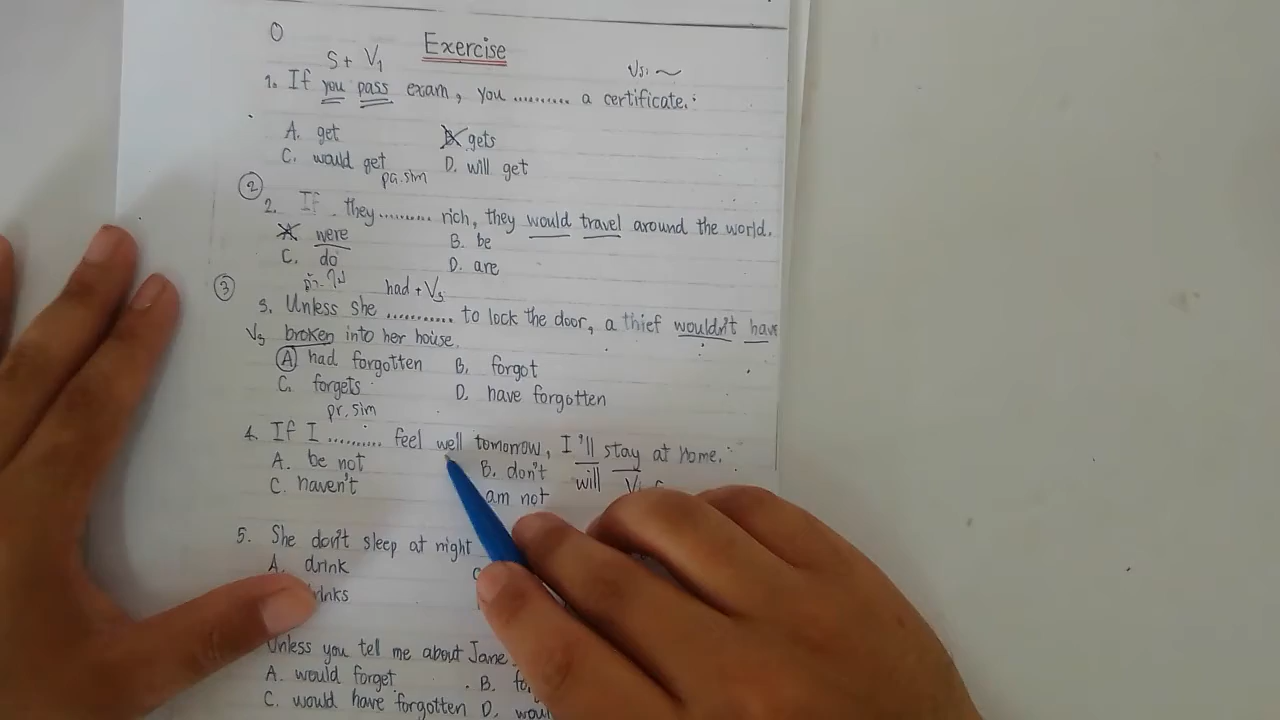 Exercise
S + V₁
1. If you pass exam, you .......... a certificate.
A. get B. gets
C. would get D. will get
pa.sim
②
2. If they ......... rich, they would travel around the world.
A were B. be
C. do D. are
③ had + V₃
3. Unless she ............ to lock the door, a thief wouldn't have
V₃ broken into her house.
A had forgotten B. forgot
C. forgets D. have forgotten
pr.sim
4. If I .......... feel well tomorrow, I'll stay at home.
A. be not B. don't will
C. haven't am not
5. She don't sleep at night
A. drink
drinks
Unless you tell me about Jane
A. would forget B.
C. would have forgotten D.